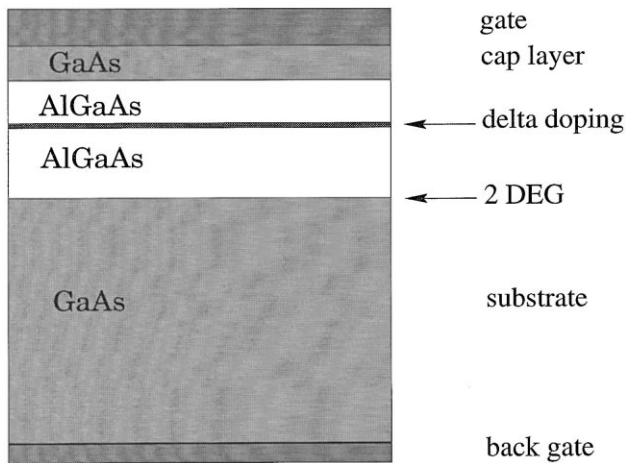 gate
GaAs
cap layer
AlGaAs
delta doping
AlGaAs
2 DEG
GaAs
substrate
back gate